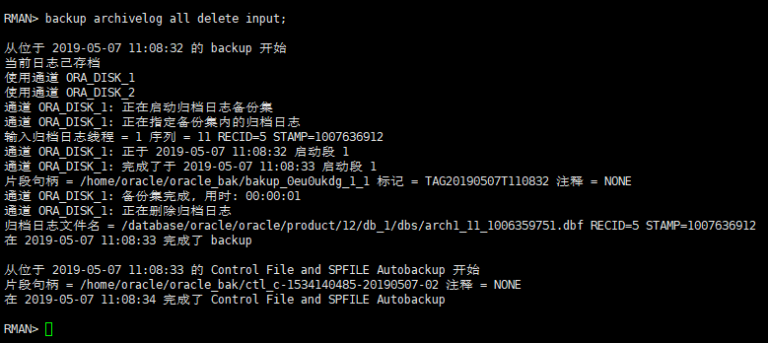 RMAN> backup archivelog all delete input;
从位于 2019-05-07 11:08:32 的 backup 开始
当前日志已存档
使用通道 ORA_DISK_1
使用通道 ORA_DISK_2
通道 ORA_DISK_1: 正在启动归档日志备份集
通道 ORA_DISK_1: 正在指定备份集内的归档日志
输入归档日志线程 = 1 序列 = 11 RECID=5 STAMP=1007636912
通道 ORA_DISK_1: 正于 2019-05-07 11:08:32 启动段 1
通道 ORA_DISK_1: 完成了于 2019-05-07 11:08:33 启动段 1
片段句柄 = /home/oracle/oracle_bak/bakup_0eu0ukdg_1_1 标记 = TAG20190507T110832 注释 = NONE
通道 ORA_DISK_1: 备份集完成, 用时: 00:00:01
通道 ORA_DISK_1: 正在删除归档日志
归档日志文件名 = /database/oracle/oracle/product/12/db_1/dbs/arch1_11_1006359751.dbf RECID=5 STAMP=1007636912
在 2019-05-07 11:08:33 完成了 backup
从位于 2019-05-07 11:08:33 的 Control File and SPFILE Autobackup 开始
片段句柄 = /home/oracle/oracle_bak/ctl_c-1534140485-20190507-02 注释 = NONE
在 2019-05-07 11:08:34 完成了 Control File and SPFILE Autobackup
RMAN>